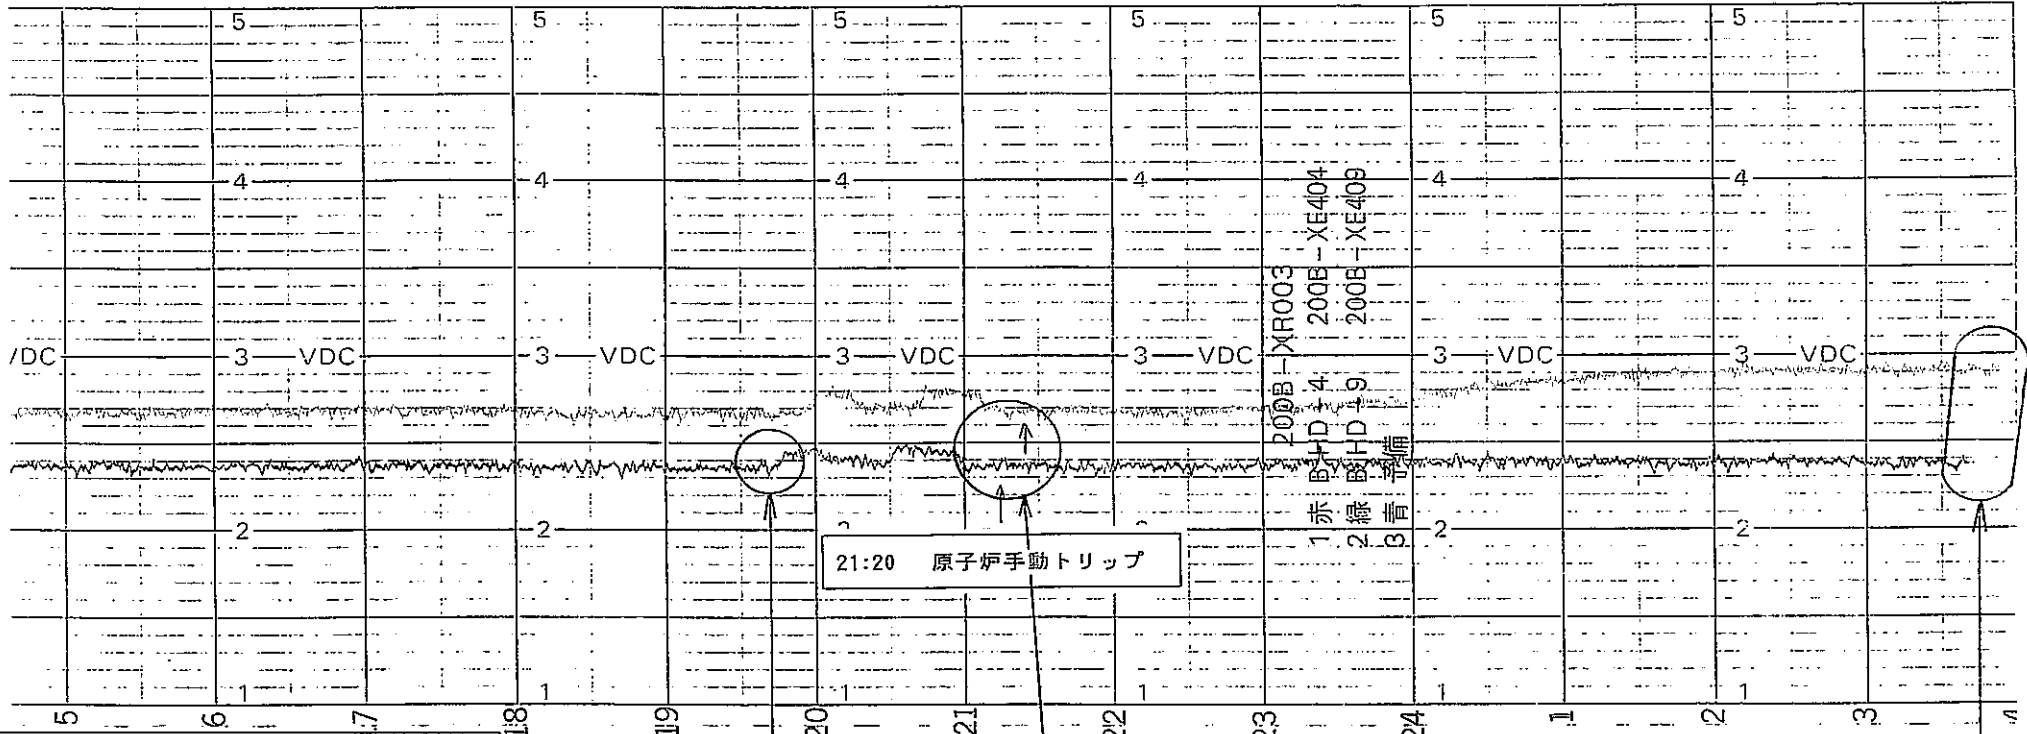 5 5 5 5 5 5
4 4 4 4 4 4
VDC 3 VDC 3 VDC 3 VDC 3 VDC 3 VDC 3 VDC
2 2 2 2
1 1 1 1 1 1
200B-XR003
1赤 B HD-4 200B-XE404
2緑 B HD-9 200B-XE409
3青 予備
21:20 原子炉手動トリップ
5 16 17 18 19 20 21 22 23 24 1 2 3 4